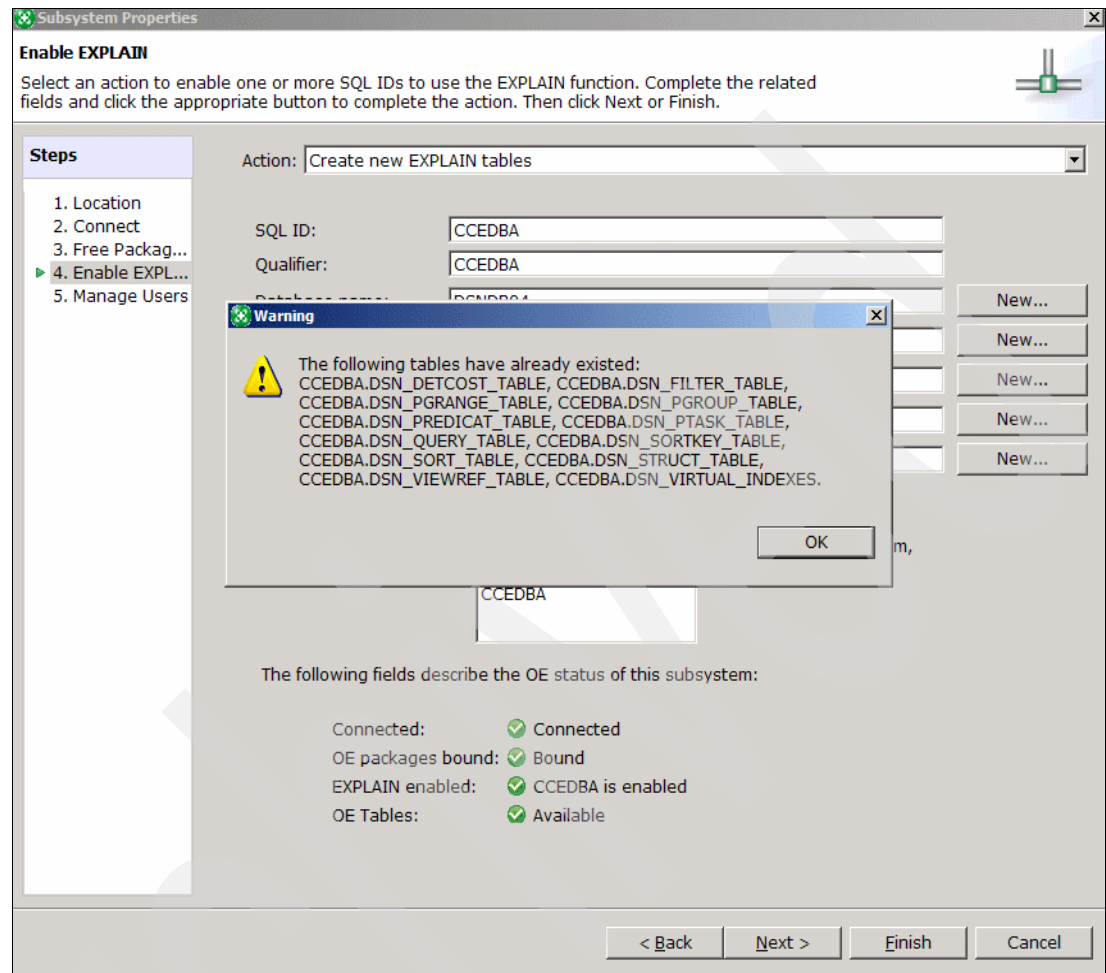 Subsystem Properties
Enable EXPLAIN
Select an action to enable one or more SQL IDs to use the EXPLAIN function. Complete the related
fields and click the appropriate button to complete the action. Then click Next or Finish.
Steps
1. Location
2. Connect
3. Free Packag...
4. Enable EXPL...
5. Manage Users
Action: Create new EXPLAIN tables
SQL ID: CCEDBA
Qualifier: CCEDBA
Database name: DSNDB04
New...
New...
New...
New...
New...
Warning
The following tables have already existed:
CCEDBA.DSN_DETCOST_TABLE, CCEDBA.DSN_FILTER_TABLE,
CCEDBA.DSN_PGRANGE_TABLE, CCEDBA.DSN_PGROUP_TABLE,
CCEDBA.DSN_PREDICAT_TABLE, CCEDBA.DSN_PTASK_TABLE,
CCEDBA.DSN_QUERY_TABLE, CCEDBA.DSN_SORTKEY_TABLE,
CCEDBA.DSN_SORT_TABLE, CCEDBA.DSN_STRUCT_TABLE,
CCEDBA.DSN_VIEWREF_TABLE, CCEDBA.DSN_VIRTUAL_INDEXES.
OK
m,
CCEDBA
The following fields describe the OE status of this subsystem:
Connected: Connected
OE packages bound: Bound
EXPLAIN enabled: CCEDBA is enabled
OE Tables: Available
< Back
Next >
Finish
Cancel